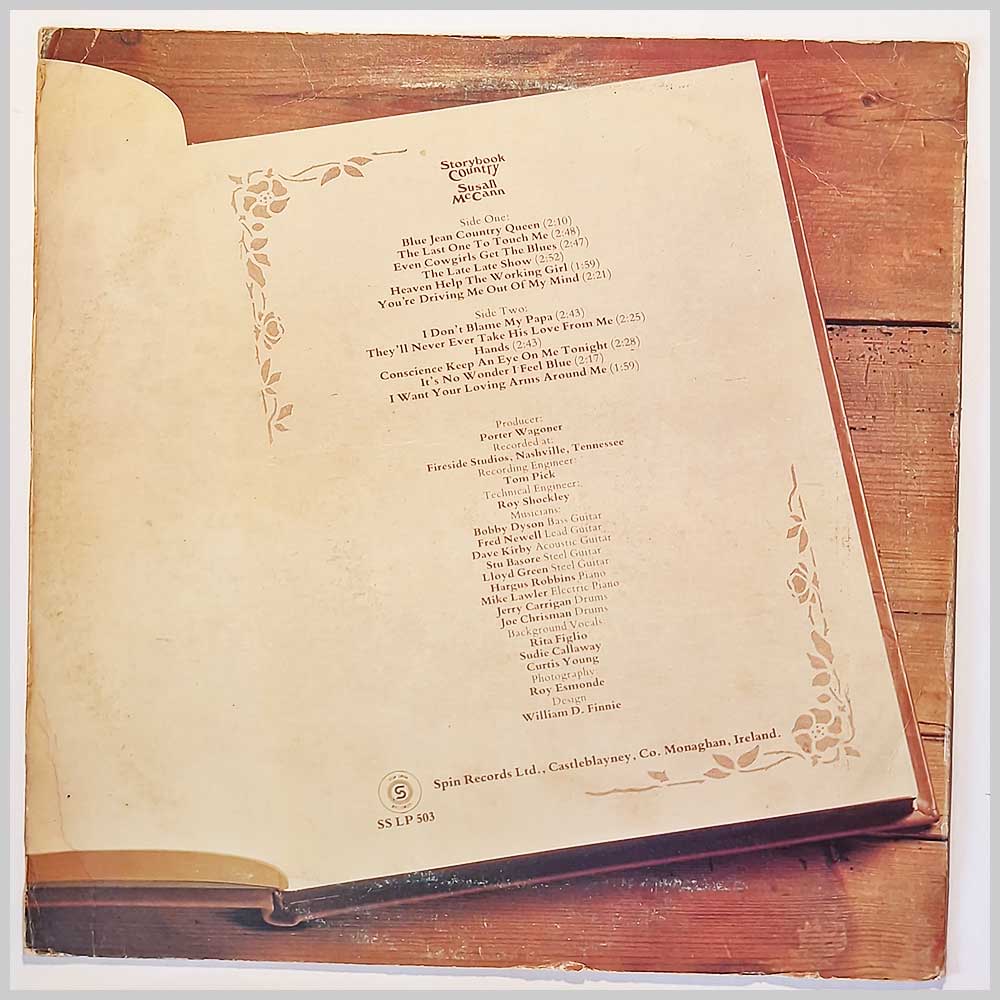 Storybook
Country
Susan
McCann
Side One:
Blue Jean Country Queen (2:10)
The Last One To Touch Me (2:48)
Even Cowgirls Get The Blues (2:47)
The Late Late Show (2:52)
Heaven Help The Working Girl (1:59)
You're Driving Me Out Of My Mind (2:21)
Side Two:
I Don't Blame My Papa (2:43)
They'll Never Ever Take His Love From Me (2:25)
Hands (2:43)
Conscience Keep An Eye On Me Tonight (2:28)
It's No Wonder I Feel Blue (2:17)
I Want Your Loving Arms Around Me (1:59)
Producer:
Porter Wagoner
Recorded at:
Fireside Studios, Nashville, Tennessee
Recording Engineer:
Tom Pick
Technical Engineer:
Roy Shockley
Musicians:
Bobby Dyson Bass Guitar
Fred Newell Lead Guitar
Dave Kirby Acoustic Guitar
Stu Basore Steel Guitar
Lloyd Green Steel Guitar
Hargus Robbins Piano
Mike Lawler Electric Piano
Jerry Carrigan Drums
Joe Chrisman Drums
Background Vocals
Rita Figlio
Sudie Callaway
Curtis Young
Photography
Roy Esmonde
Design
William D. Finnie
Spin Records Ltd., Castleblayney, Co. Monaghan, Ireland.
S
SS LP 503